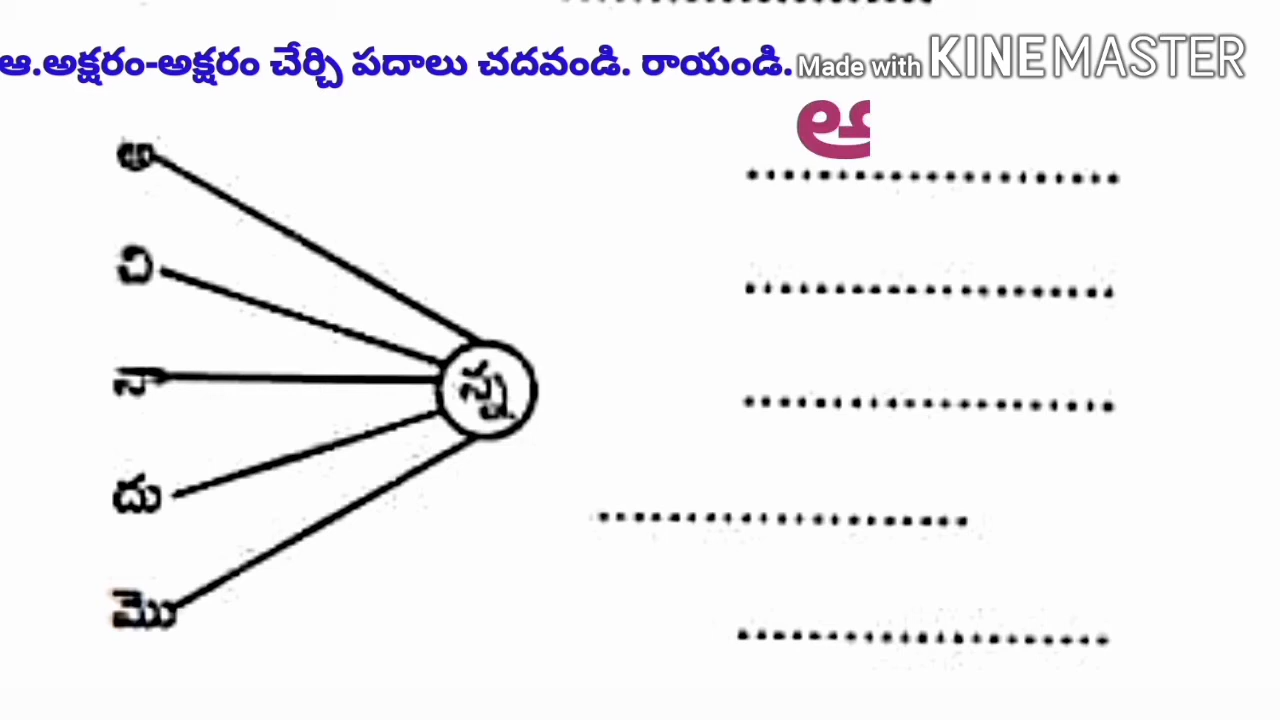 ఆ.అక్షరం-అక్షరం చేర్చి పదాలు చదవండి. రాయండి. Made with KINEMASTER
అ
చి
నా
దు
మొ
న్న